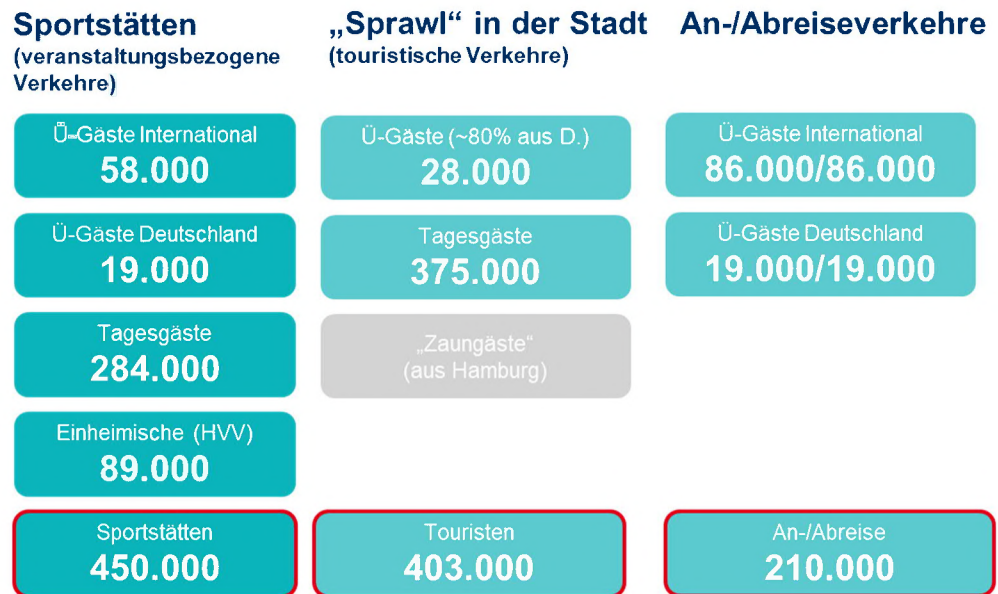 Sportstätten
(veranstaltungsbezogene
Verkehre)
Ü-Gäste International
58.000
Ü-Gäste Deutschland
19.000
Tagesgäste
284.000
Einheimische (HVV)
89.000
Sportstätten
450.000
„Sprawl“ in der Stadt
(touristische Verkehre)
Ü-Gäste (~80% aus D.)
28.000
Tagesgäste
375.000
„Zaungäste“
(aus Hamburg)
Touristen
403.000
An-/Abreiseverkehre
Ü-Gäste International
86.000/86.000
Ü-Gäste Deutschland
19.000/19.000
An-/Abreise
210.000